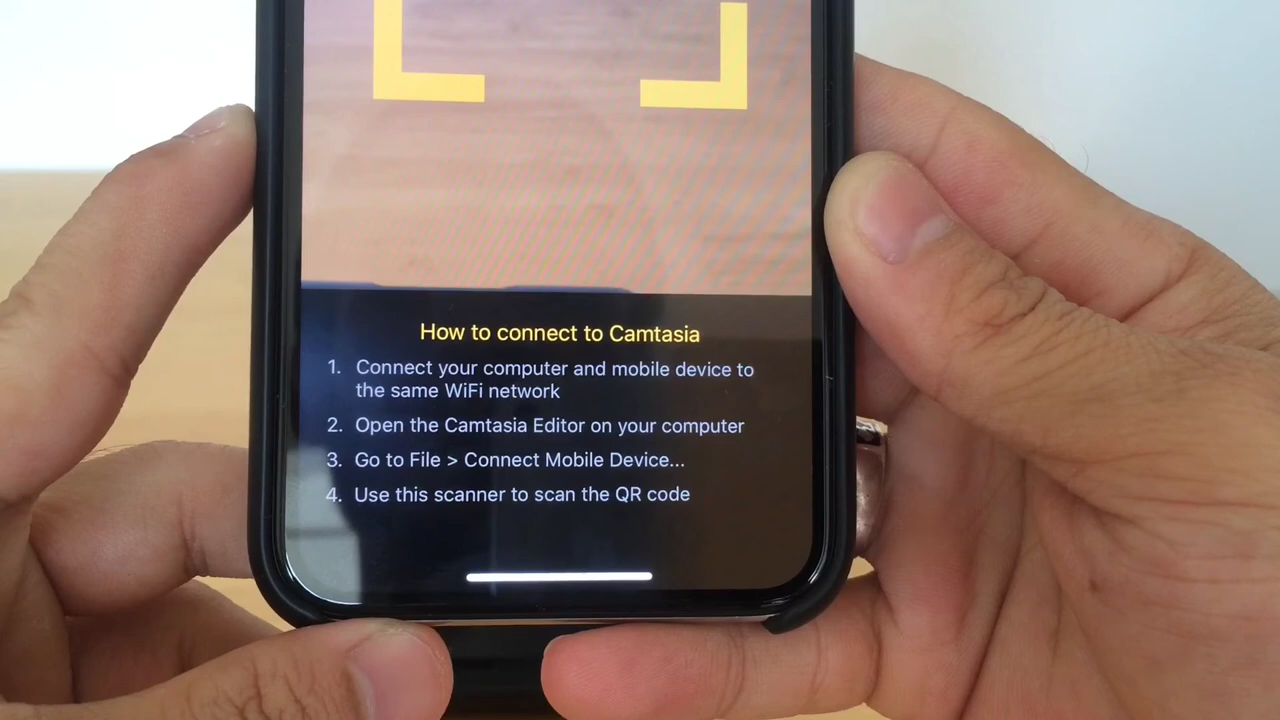 How to connect to Camtasia
1. Connect your computer and mobile device to
the same WiFi network
2. Open the Camtasia Editor on your computer
3. Go to File > Connect Mobile Device...
4. Use this scanner to scan the QR code